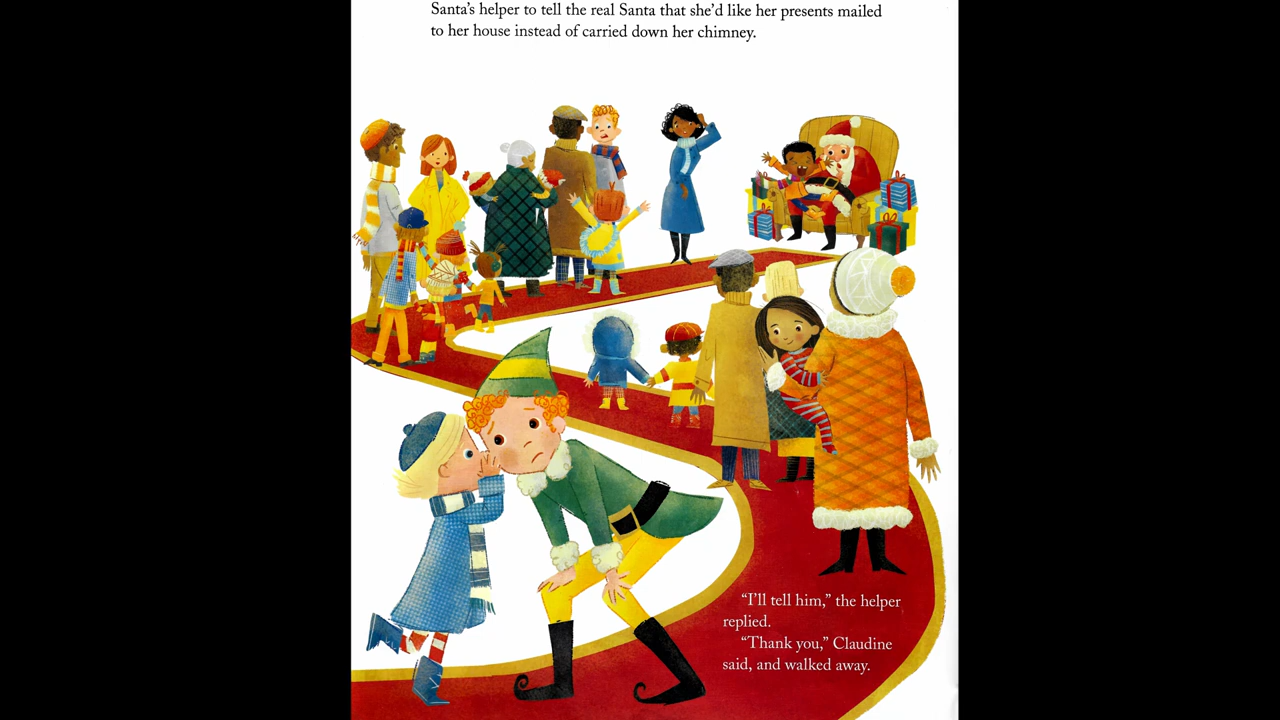 Santa’s helper to tell the real Santa that she’d like her presents mailed
to her house instead of carried down her chimney.
“I’ll tell him,” the helper
replied.
“Thank you,” Claudine
said, and walked away.